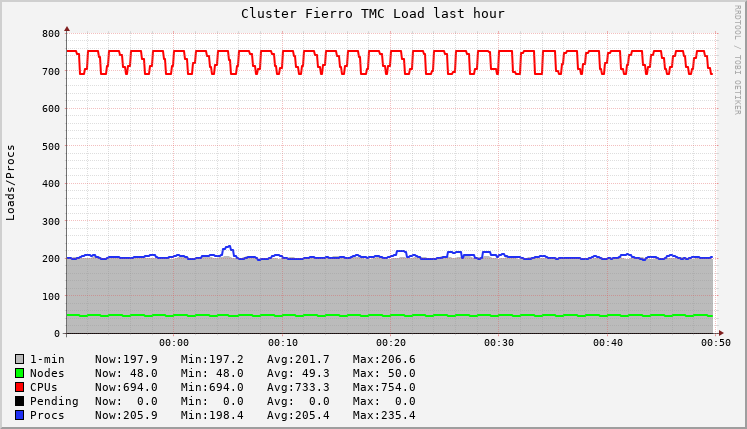 Cluster Fierro TMC Load last hour
RRDTOOL / TOBI OETIKER
Loads/Procs
800
700
600
500
400
300
200
100
0
00:00 00:10 00:20 00:30 00:40 00:50
1-min Now:197.9 Min:197.2 Avg:201.7 Max:206.6
Nodes Now: 48.0 Min: 48.0 Avg: 49.3 Max: 50.0
CPUs Now:694.0 Min:694.0 Avg:733.3 Max:754.0
Pending Now: 0.0 Min: 0.0 Avg: 0.0 Max: 0.0
Procs Now:205.9 Min:198.4 Avg:205.4 Max:235.4